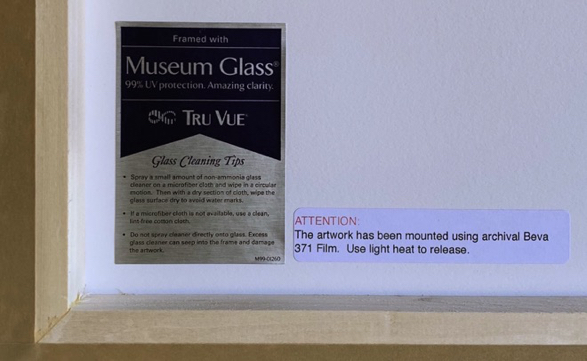 Framed with
Museum Glass®
99% UV protection. Amazing clarity.
TRU VUE
Glass Cleaning Tips
• Spray a small amount of non-ammonia glass
cleaner on a microfiber cloth and wipe in a circular
motion. Then with a dry section of cloth, wipe the
glass surface dry to avoid water marks.
• If a microfiber cloth is not available, use a clean,
lint free cotton cloth.
• Do not spray cleaner directly onto glass. Excess
glass cleaner can seep into the frame and damage
the artwork.
M99-01260
ATTENTION:
The artwork has been mounted using archival Beva
371 Film. Use light heat to release.